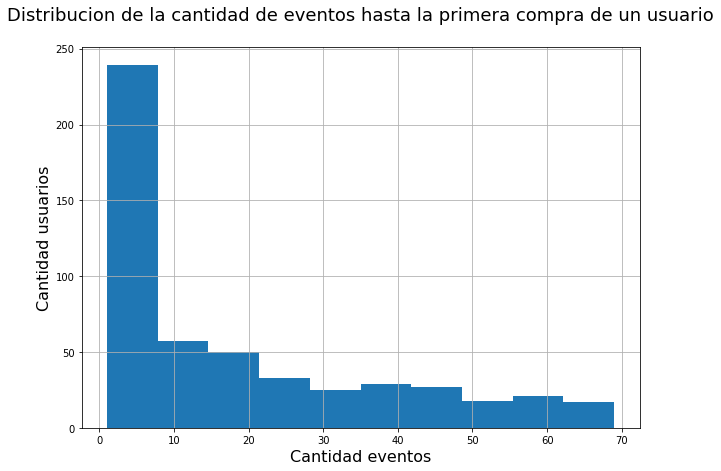 Distribucion de la cantidad de eventos hasta la primera compra de un usuario
250
200
150
100
50
0
Cantidad usuarios
0 10 20 30 40 50 60 70
Cantidad eventos